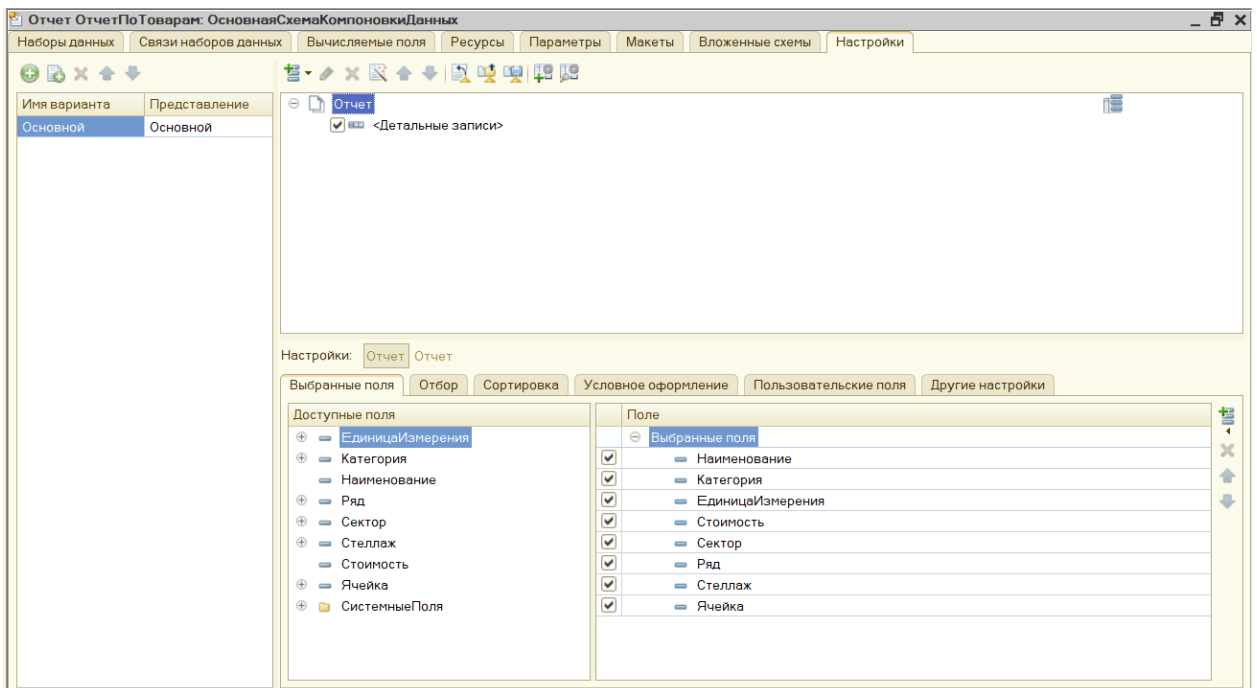 Отчет ОтчетПоТоварам: ОсновнаяСхемаКомпоновкиДанных
Наборы данных Связи наборов данных Вычисляемые поля Ресурсы Параметры Макеты Вложенные схемы Настройки
Имя варианта Представление
Основной Основной
Отчет
<Детальные записи>
Настройки: Отчет Отчет
Выбранные поля Отбор Сортировка Условное оформление Пользовательские поля Другие настройки
Доступные поля Поле
ЕдиницаИзмерения Выбранные поля
Категория Наименование
Наименование Категория
Ряд ЕдиницаИзмерения
Сектор Стоимость
Стеллаж Сектор
Стоимость Ряд
Ячейка Стеллаж
СистемныеПоля Ячейка